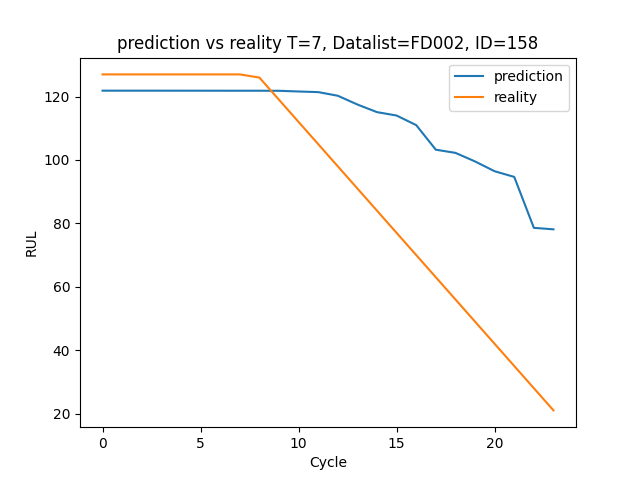 prediction vs reality T=7, Datalist=FD002, ID=158
prediction
reality
RUL
120
100
80
60
40
20
0 5 10 15 20
Cycle